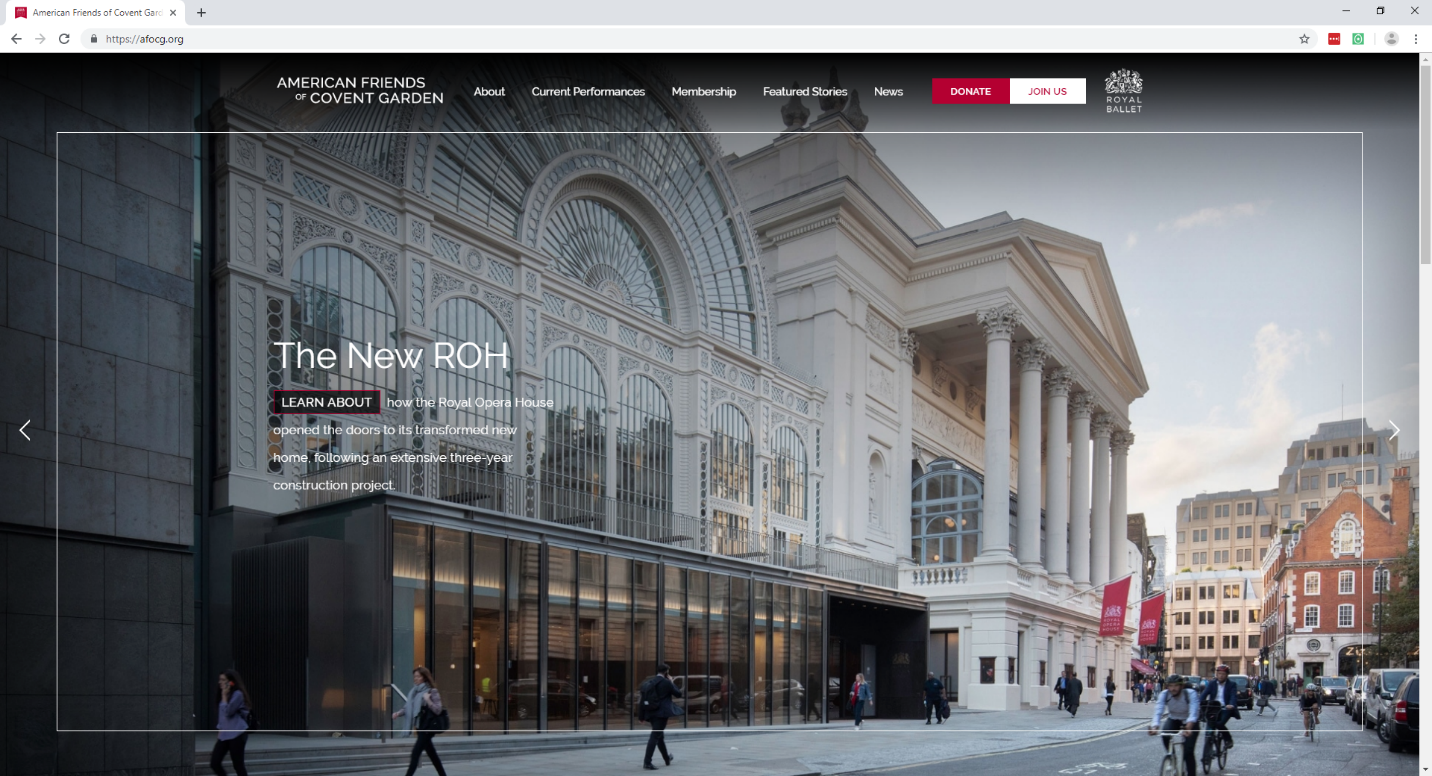 American Friends of Covent Gard
https://afocg.org
AMERICAN FRIENDS
OF COVENT GARDEN
About
Current Performances
Membership
Featured Stories
News
DONATE
JOIN US
ROYAL
BALLET
The New ROH
LEARN ABOUT how the Royal Opera House
opened the doors to its transformed new
home, following an extensive three-year
construction project.
ROYAL
OPERA
HOUSE